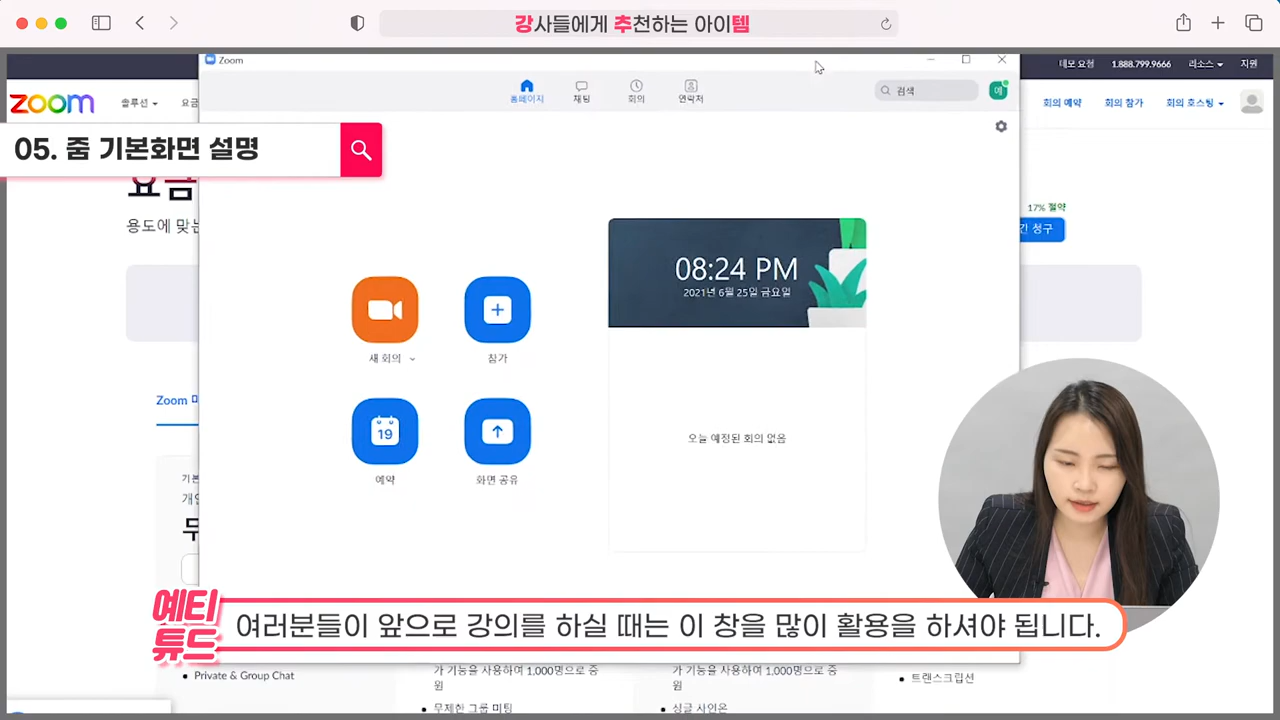 강사들에게 추천하는 아이템
Zoom
데모 요청 1.888.799.9666 리소스 지원
zoom 솔루션 요금
홈페이지 채팅 회의 연락처
검색
예
회의 예약 회의 참가 회의 호스팅
05. 줌 기본화면 설명
요금
용도에 맞는
17% 절약
간 청구
08:24 PM
2021년 6월 25일 금요일
새 회의 참가
Zoom
19
오늘 예정된 회의 없음
예약 화면 공유
기본
개인
무
예티
튜드
여러분들이 앞으로 강의를 하실 때는 이 창을 많이 활용을 하셔야 됩니다.
Private & Group Chat
가 기능을 사용하여 1,000명으로 증
원
무제한 그룹 미팅
가 기능을 사용하여 1,000명으로 증
원
싱글 사인온
트랜스크립션